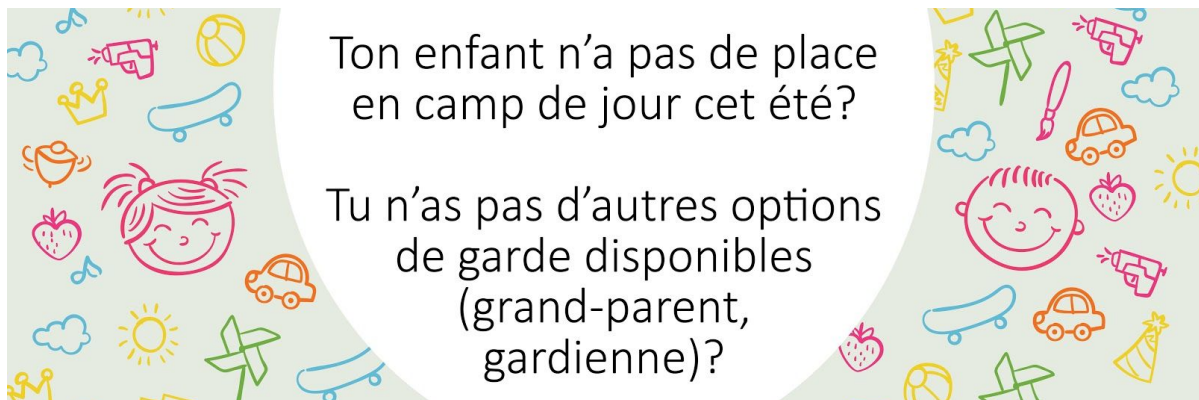 Ton enfant n'a pas de place
en camp de jour cet été?
Tu n'as pas d'autres options
de garde disponibles
(grand-parent,
gardienne)?